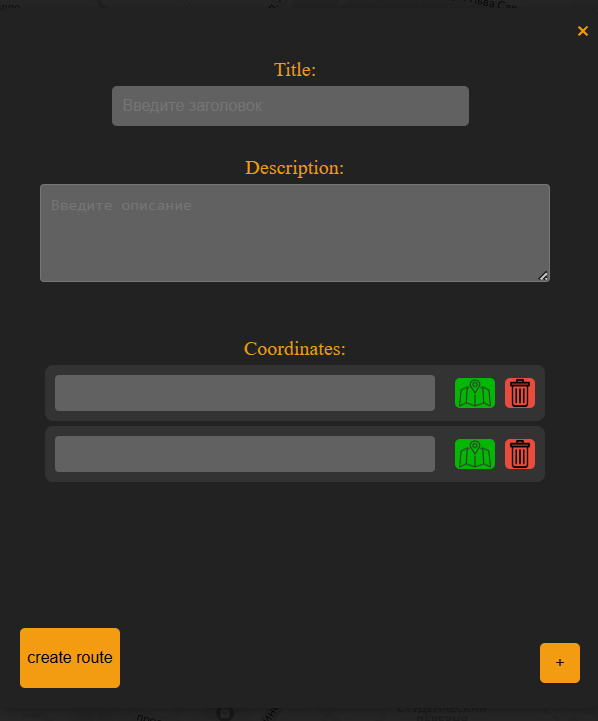 ×
Title:
Введите заголовок
Description:
Введите описание
Coordinates:
create route
+